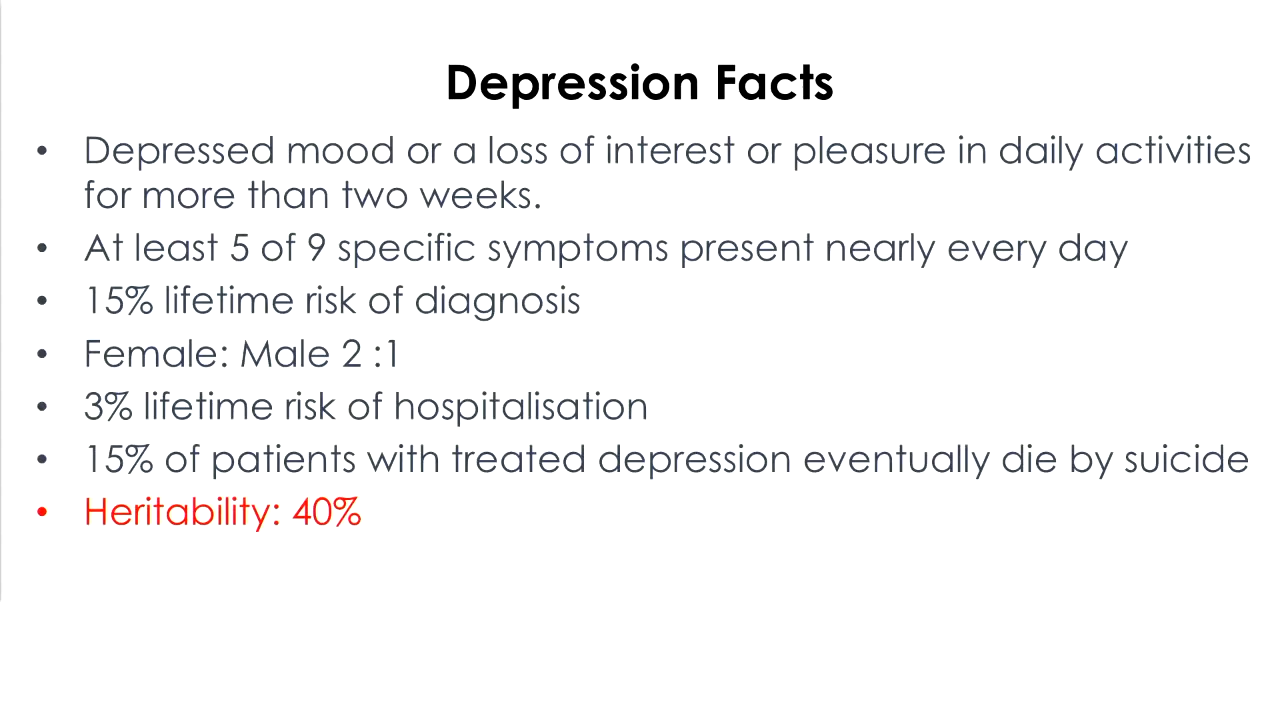 Depression Facts
• Depressed mood or a loss of interest or pleasure in daily activities
for more than two weeks.
• At least 5 of 9 specific symptoms present nearly every day
• 15% lifetime risk of diagnosis
• Female: Male 2 :1
• 3% lifetime risk of hospitalisation
• 15% of patients with treated depression eventually die by suicide
• Heritability: 40%